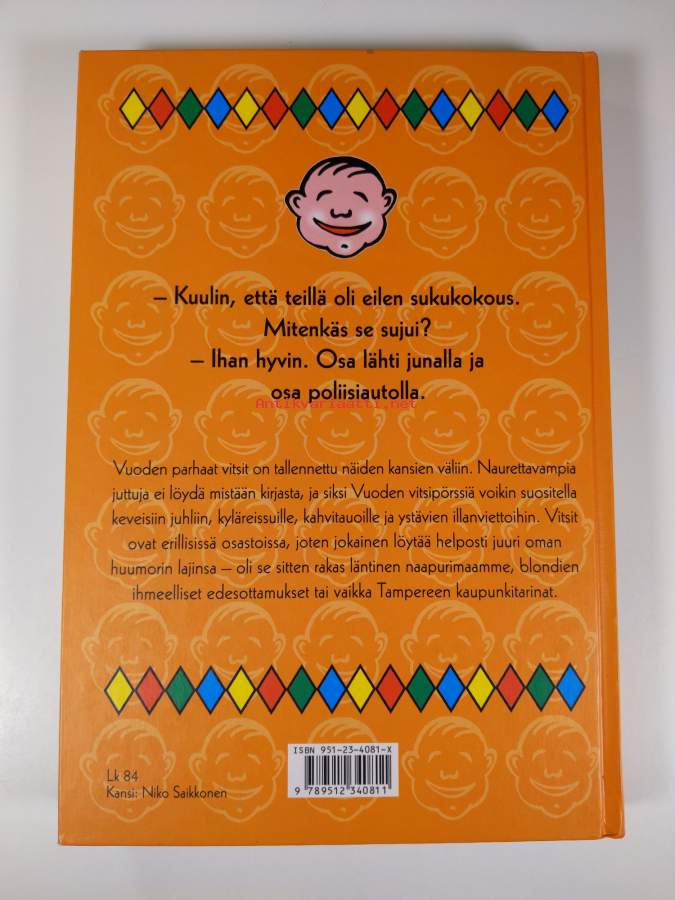 – Kuulin, että teillä oli eilen sukukokous.
Mitenkäs se sujui?
– Ihan hyvin. Osa lähti junalla ja
osa poliisiautolla.
Antikvariaatti.net
Vuoden parhaat vitsit on tallennettu näiden kansien väliin. Naurettavampia
juttuja ei löydä mistään kirjasta, ja siksi Vuoden vitsipörssiä voikin suositella
keveisiin juhliin, kyläreissuille, kahvitauoille ja ystävien illanviettoihin. Vitsit
ovat erillisissä osastoissa, joten jokainen löytää helposti juuri oman
huumorin lajinsa – oli se sitten rakas läntinen naapurimaamme, blondien
ihmeelliset edesottamukset tai vaikka Tampereen kaupunkitarinat.
ISBN 951-23-4081-X
9 789512 340811
Lk 84
Kansi: Niko Saikkonen